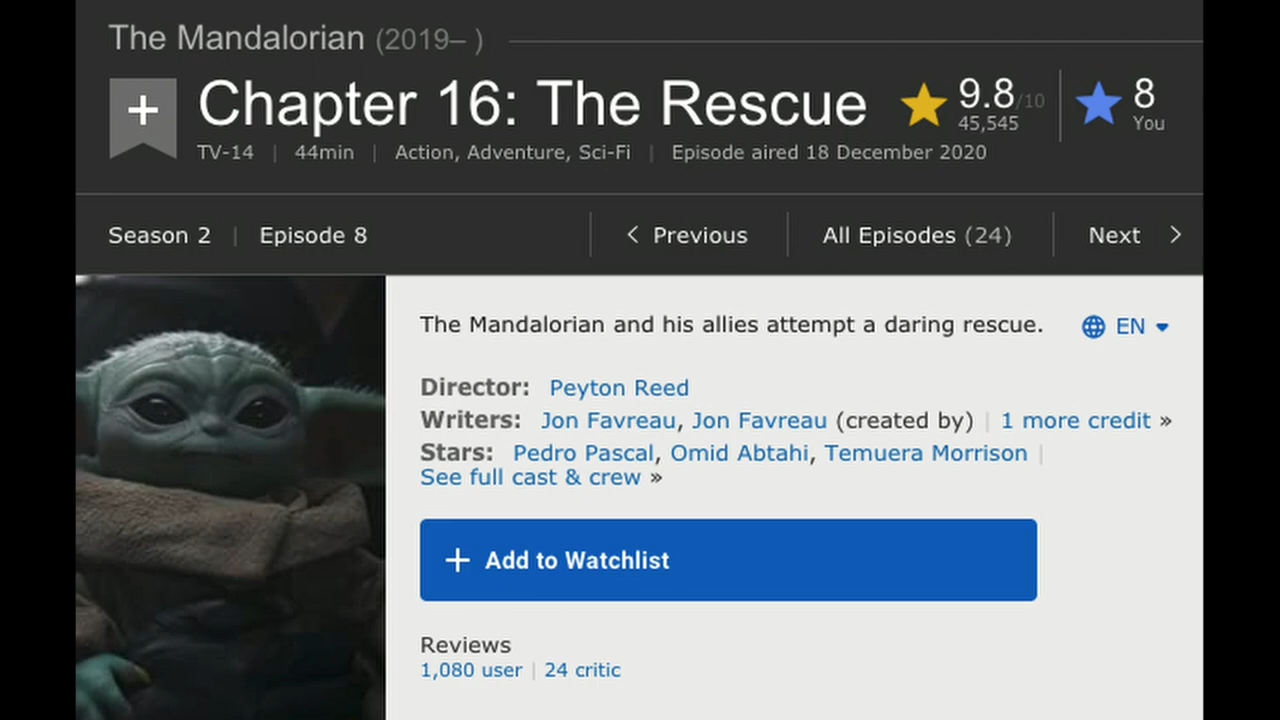 The Mandalorian (2019– )
+ Chapter 16: The Rescue 9.8/10 8
45,545 You
TV-14 | 44min | Action, Adventure, Sci-Fi | Episode aired 18 December 2020
Season 2 | Episode 8 Previous All Episodes (24) Next
The Mandalorian and his allies attempt a daring rescue. EN
Director: Peyton Reed
Writers: Jon Favreau, Jon Favreau (created by) | 1 more credit »
Stars: Pedro Pascal, Omid Abtahi, Temuera Morrison |
See full cast & crew »
+ Add to Watchlist
Reviews
1,080 user | 24 critic